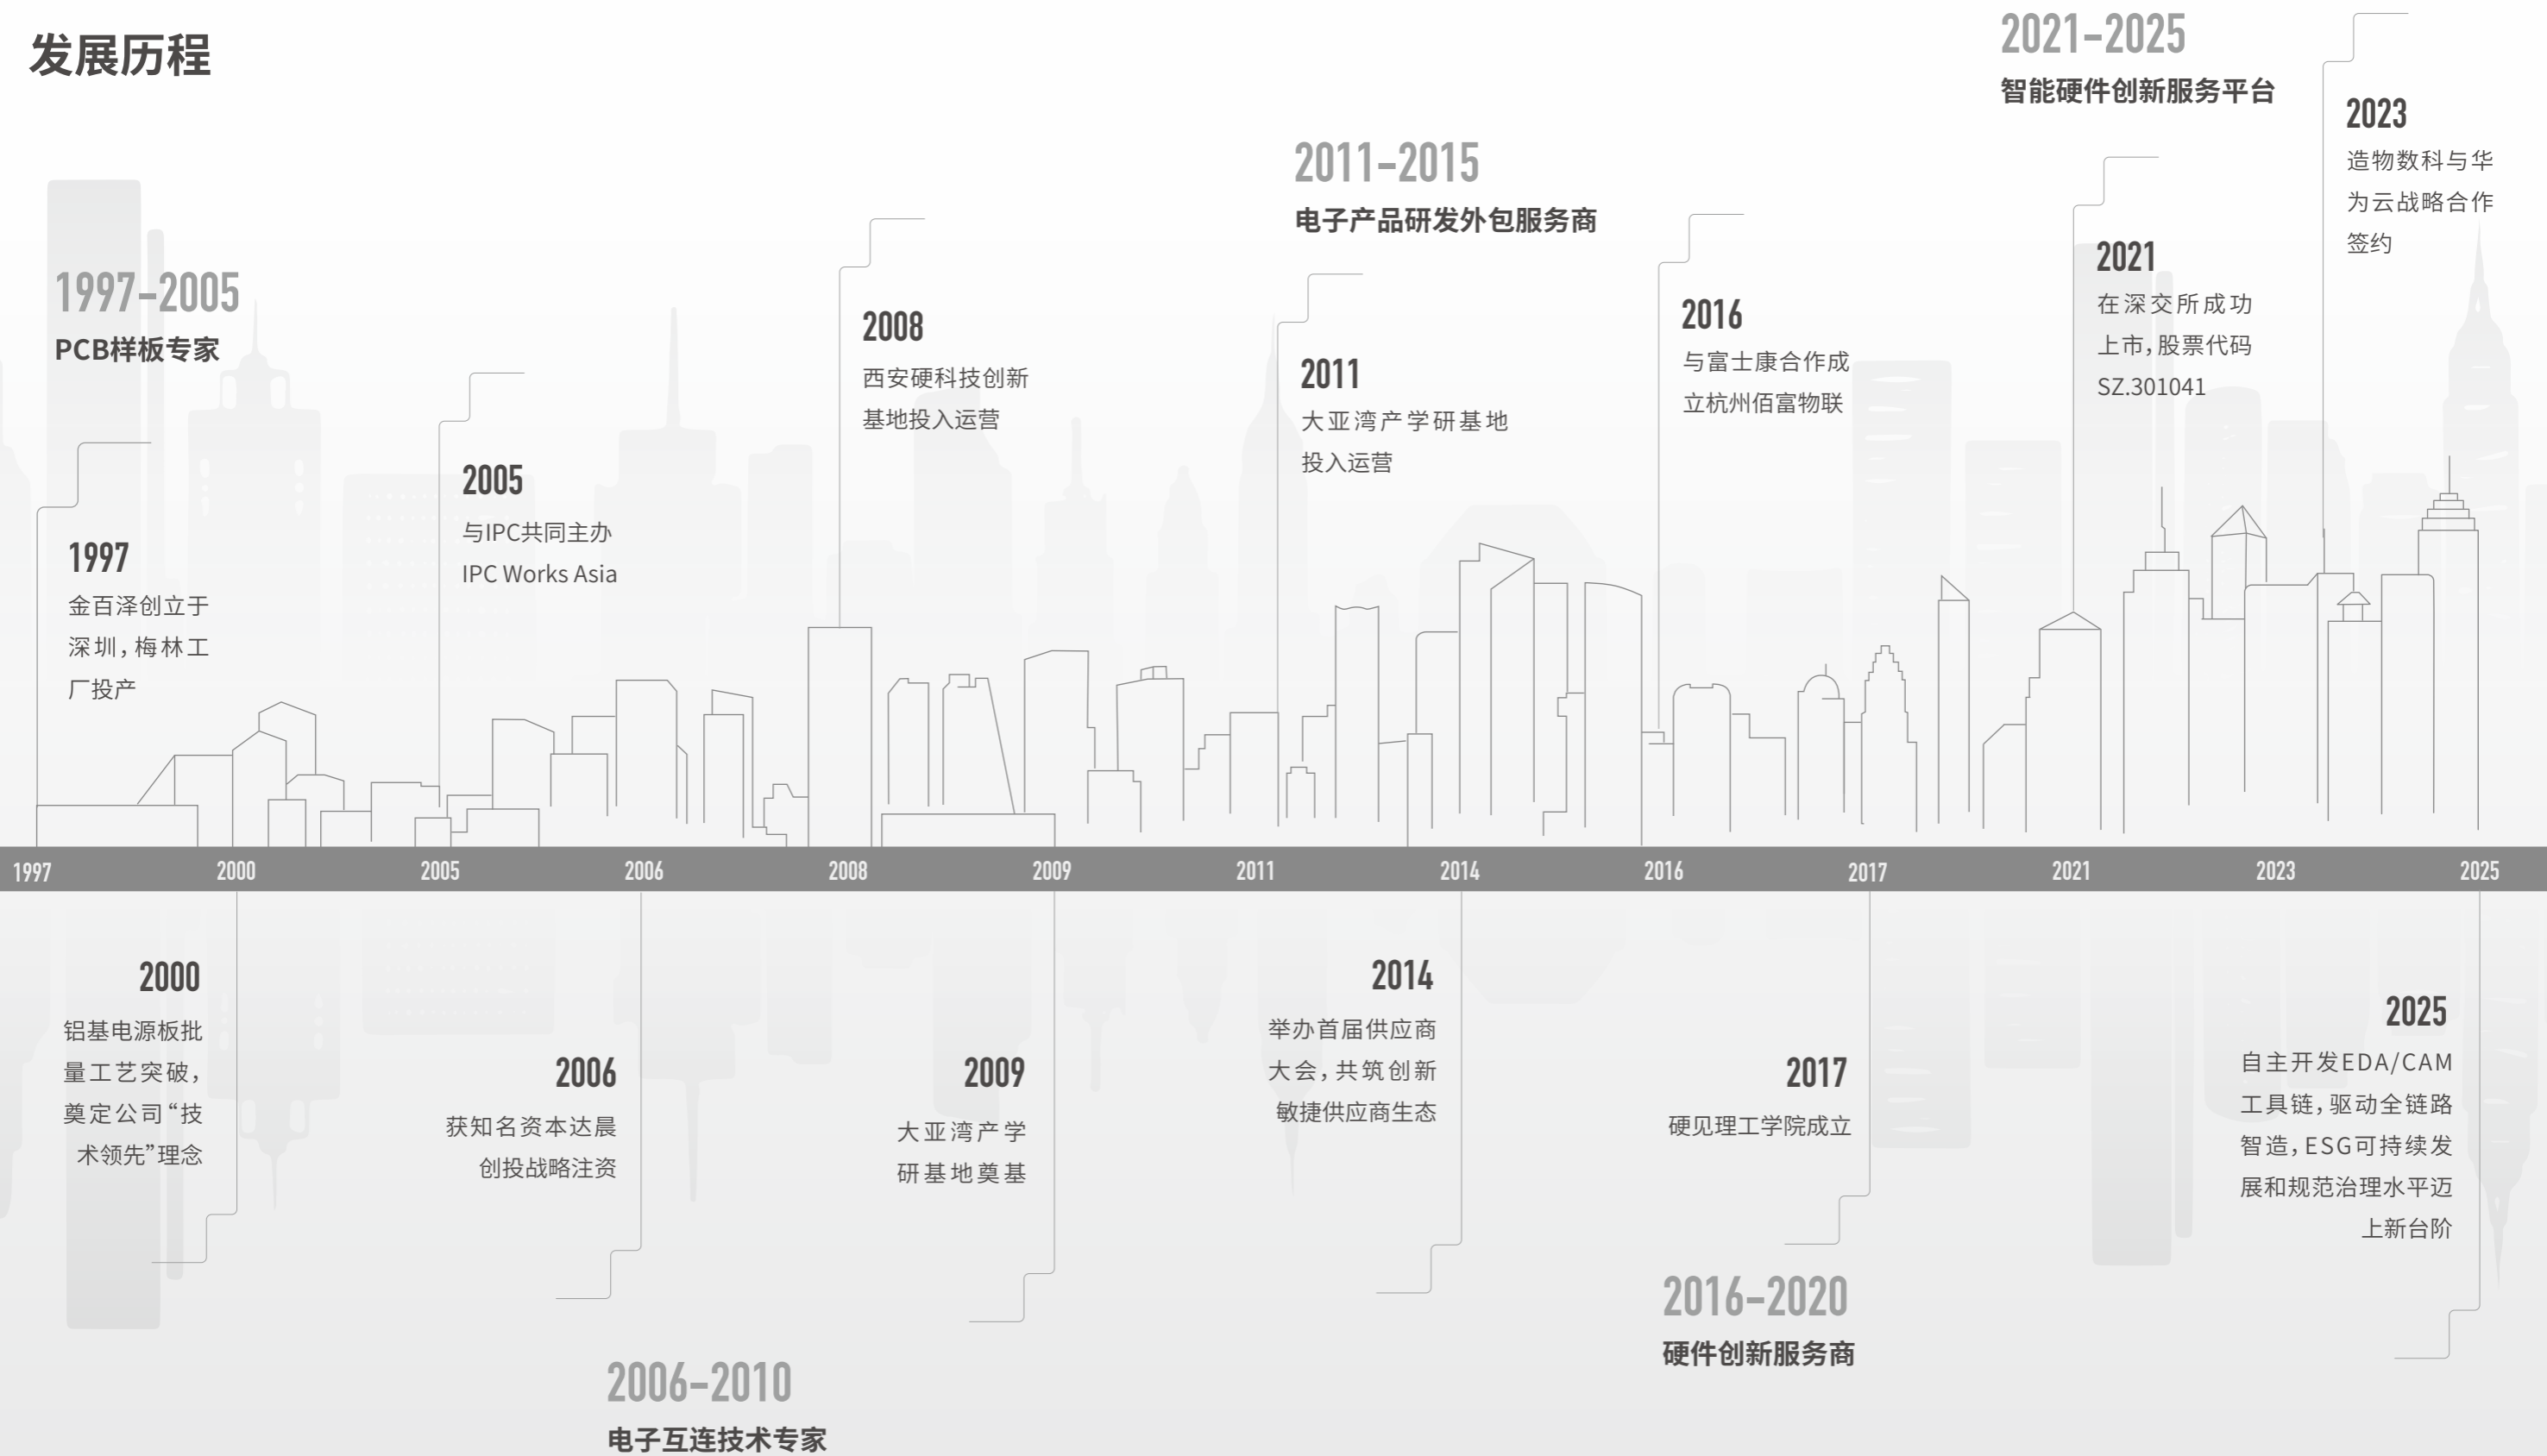 发展历程
1997-2005
PCB样板专家
1997
金百泽创立于
深圳，梅林工
厂投产
2005
与IPC共同主办
IPC Works Asia
2008
西安硬科技创新
基地投入运营
2011-2015
电子产品研发外包服务商
2011
大亚湾产学研基地
投入运营
2016
与富士康合作成
立杭州佰富物联
2021-2025
智能硬件创新服务平台
2021
在深交所成功
上市，股票代码
SZ.301041
2023
造物数科与华
为云战略合作
签约
1997 2000 2005 2006 2008 2009 2011 2014 2016 2017 2021 2023 2025
2000
铝基电源板批
量工艺突破，
奠定公司“技
术领先”理念
2006
获知名资本达晨
创投战略注资
2006-2010
电子互连技术专家
2009
大亚湾产学
研基地奠基
2014
举办首届供应商
大会，共筑创新
敏捷供应商生态
2017
硬见理工学院成立
2016-2020
硬件创新服务商
2025
自主开发EDA/CAM
工具链，驱动全链路
智造，ESG可持续发
展和规范治理水平迈
上新台阶